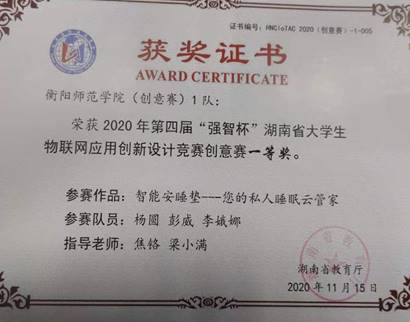 证书编号：HNCIoTAC 2020（创意赛）-1-005
获奖证书
AWARD CERTIFICATE
衡阳师范学院（创意赛）1队：
荣获2020年第四届“强智杯”湖南省大学生
物联网应用创新设计竞赛创意赛一等奖。
参赛作品：智能安睡垫---您的私人睡眠云管家
参赛队员：杨圆 彭威 李娥娜
指导老师：焦铬 梁小满
湖南省教育厅
2020年11月15日